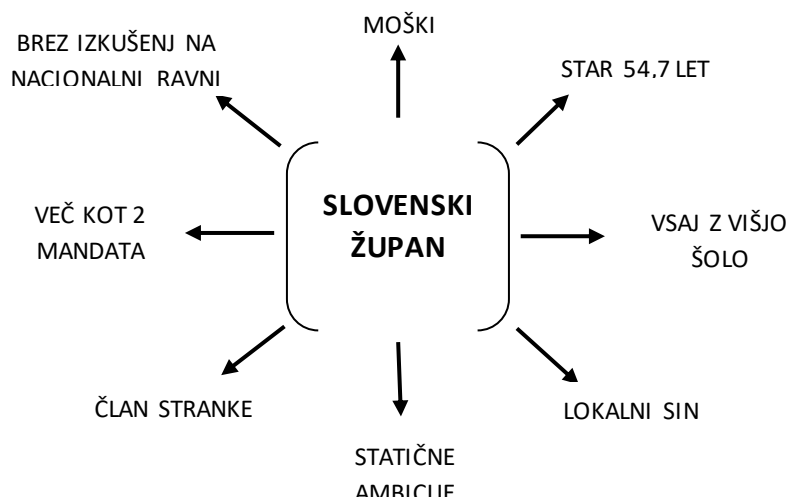 MOŠKI
BREZ IZKUŠENJ NA
NACIONALNI RAVNI
STAR 54,7 LET
SLOVENSKI
ŽUPAN
VEČ KOT 2
MANDATA
VSAJ Z VIŠJO
ŠOLO
ČLAN STRANKE
LOKALNI SIN
STATIČNE
AMBICIJE